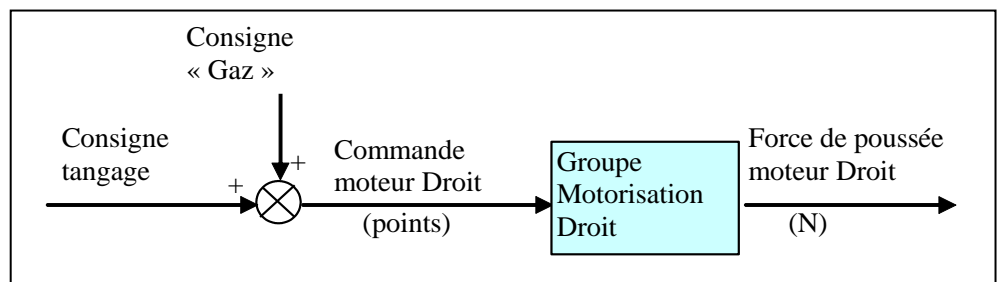 Consigne
« Gaz »
Consigne
tangage
+
+
Commande
moteur Droit
(points)
Groupe
Motorisation
Droit
Force de poussée
moteur Droit
(N)